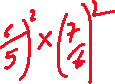 (6/5)² × (7/4)²